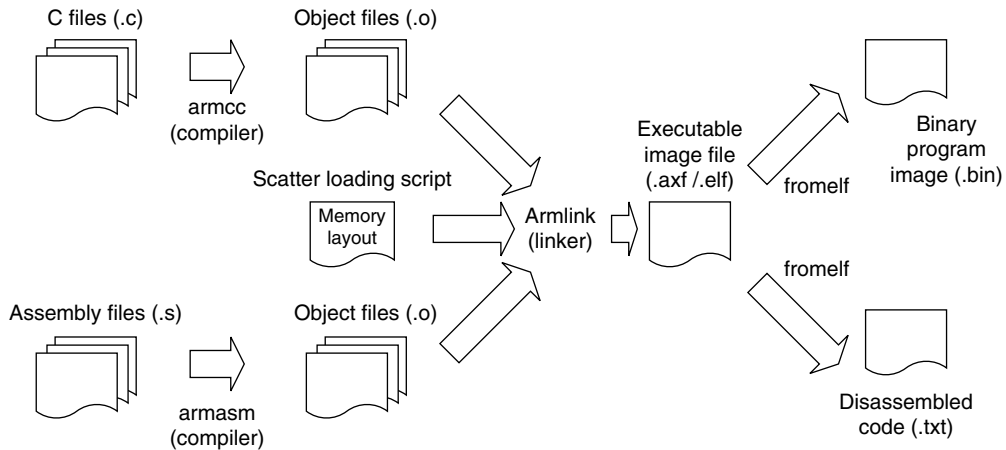 C files (.c)
Object files (.o)
armcc
(compiler)
Executable
image file
(.axf /.elf)
Binary
program
image (.bin)
fromelf
Scatter loading script
Memory
layout
Armlink
(linker)
fromelf
Assembly files (.s)
Object files (.o)
armasm
(compiler)
Disassembled
code (.txt)